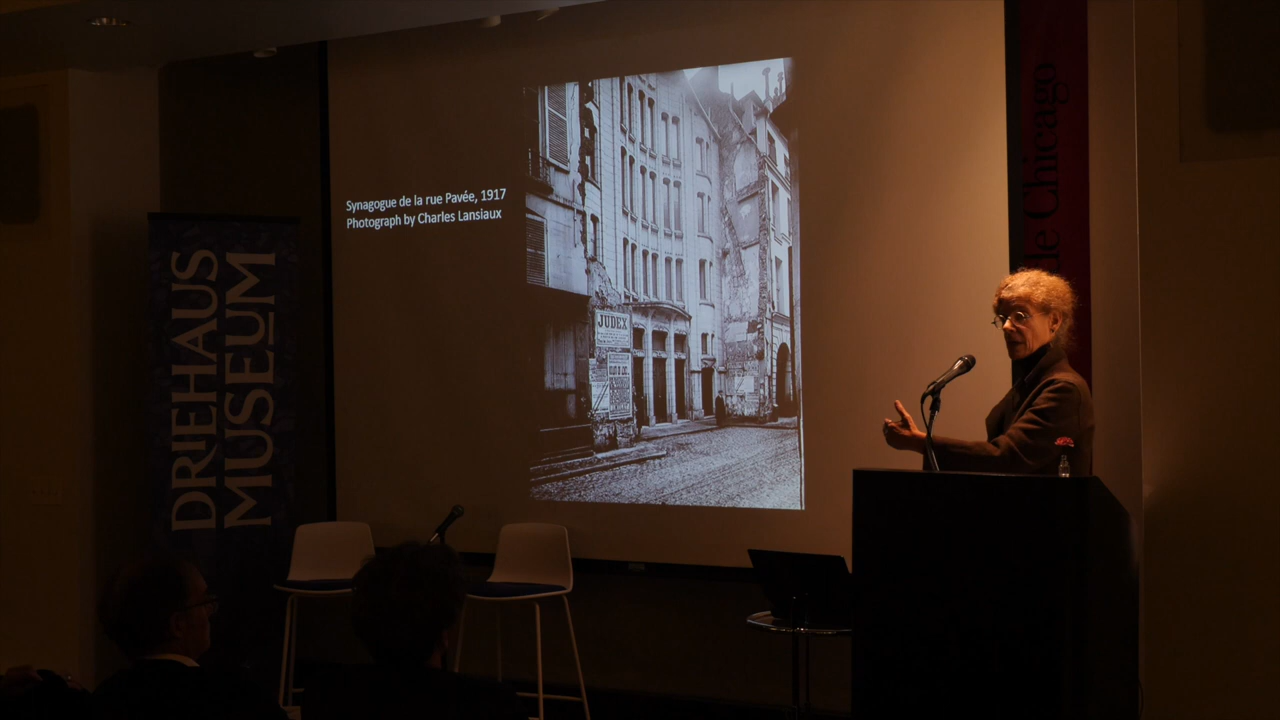 Synagogue de la rue Pavée, 1917
Photograph by Charles Lansiaux
JUDEX
DRIEHAUS
MUSEUM
de Chicago